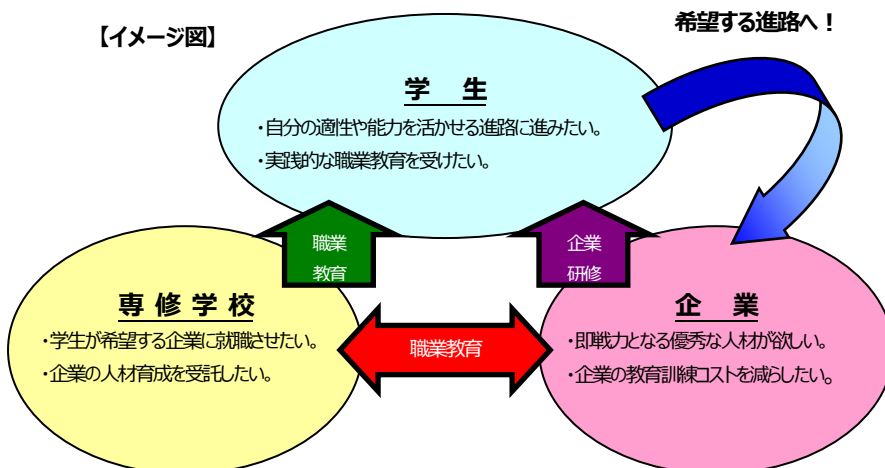 【イメージ図】
希望する進路へ!
学 生
・自分の適性や能力を活かせる進路に進みたい。
・実践的な職業教育を受けたい。
職業
教育
企業
研修
専 修 学 校
・学生が希望する企業に就職させたい。
・企業の人材育成を受託したい。
職業教育
企 業
・即戦力となる優秀な人材が欲しい。
・企業の教育訓練コストを減らしたい。